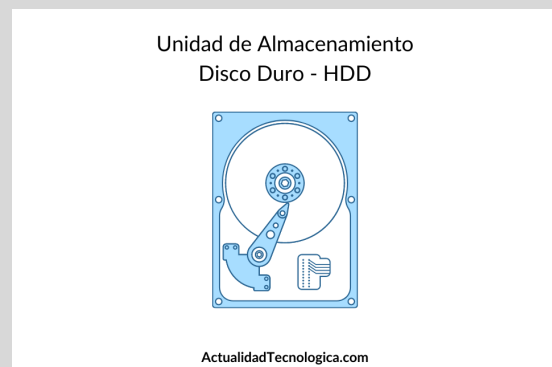 Unidad de Almacenamiento
Disco Duro - HDD
ActualidadTecnologica.com